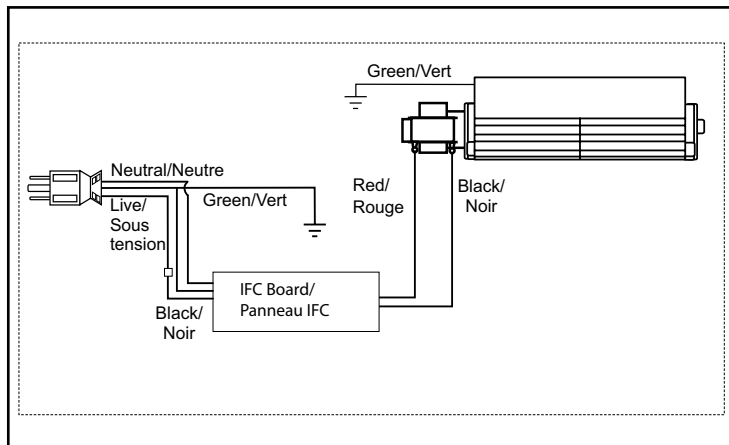 Green/Vert
Neutral/Neutre
Green/Vert
Live/
Sous
tension
Red/
Rouge
Black/
Noir
IFC Board/
Panneau IFC
Black/
Noir